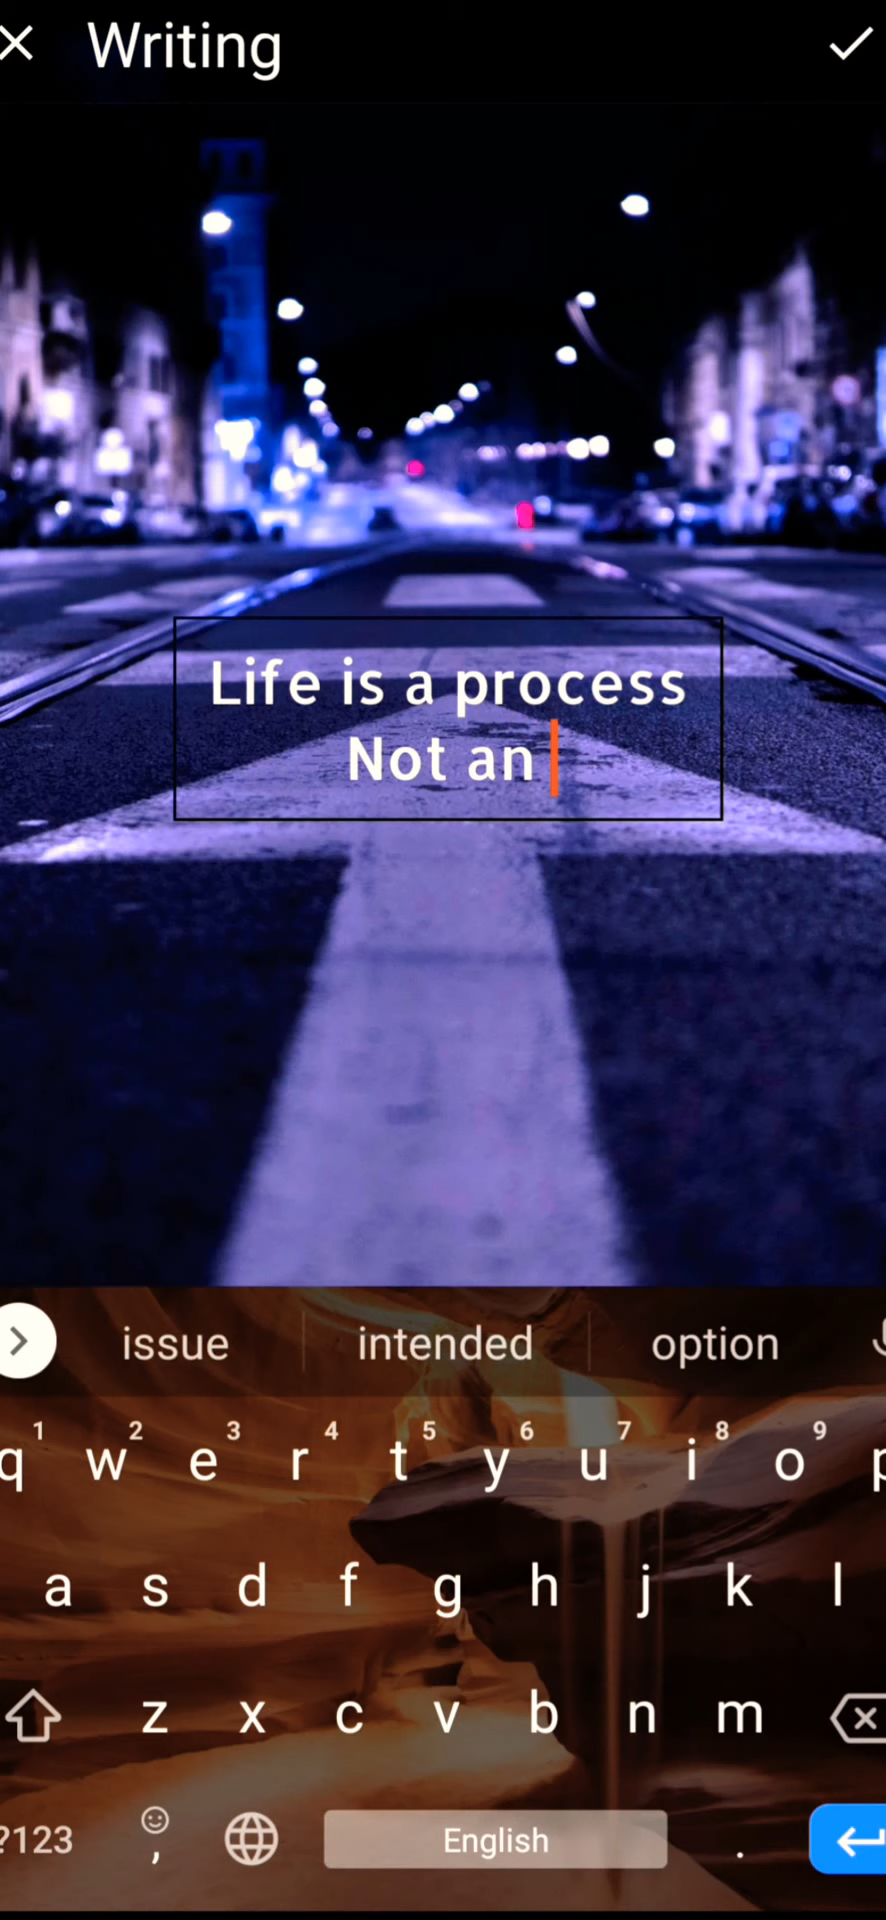 Writing
Life is a process
Not an
issue intended option
1 2 3 4 5 6 7 8 9
q w e r t y u i o p
a s d f g h j k l
z x c v b n m
?123 , English .